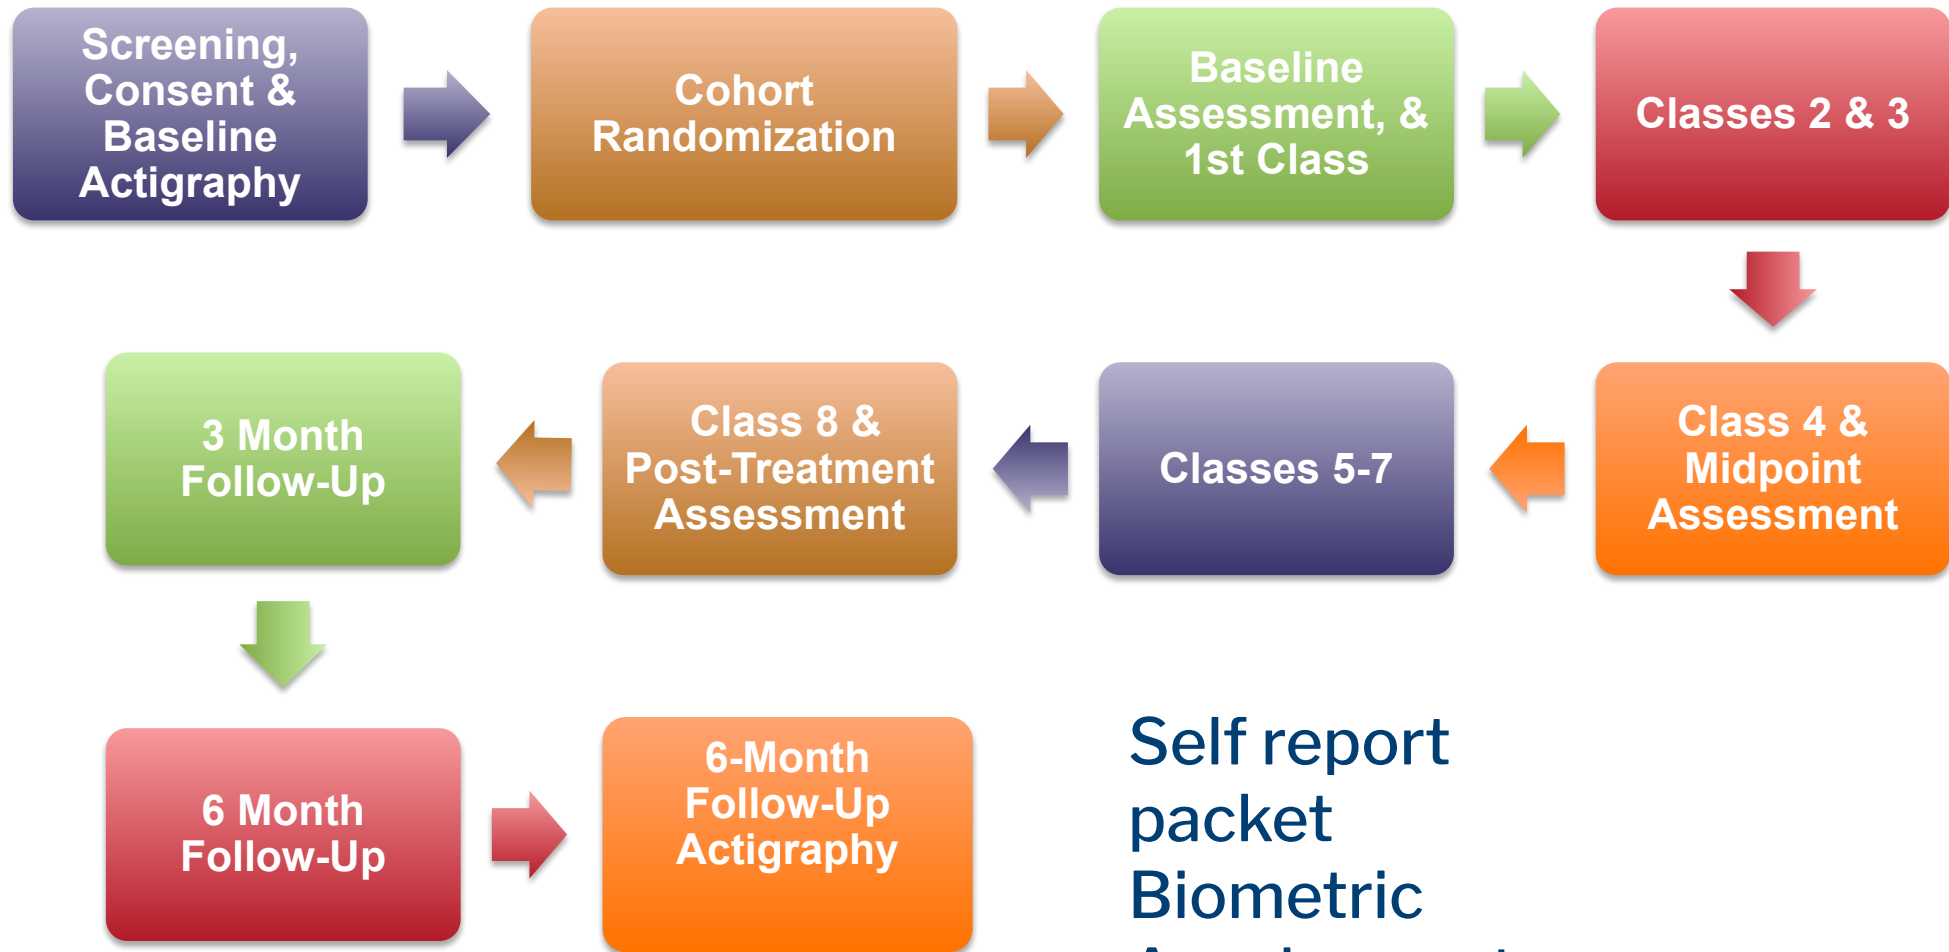 Screening,
Consent &
Baseline
Actigraphy
Cohort
Randomization
Baseline
Assessment, &
1st Class
Classes 2 & 3
Class 4 &
Midpoint
Assessment
Classes 5-7
Class 8 &
Post-Treatment
Assessment
3 Month
Follow-Up
6 Month
Follow-Up
6-Month
Follow-Up
Actigraphy
Self report
packet
Biometric